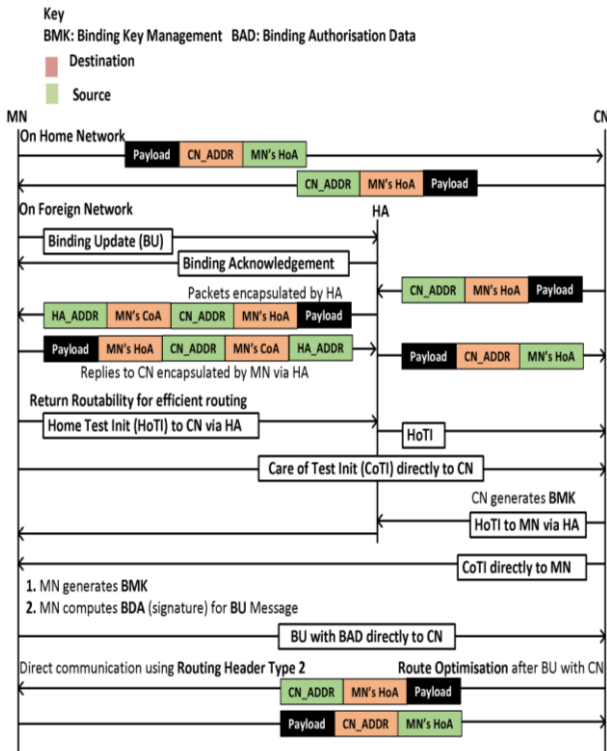 Key
BMK: Binding Key Management BAD: Binding Authorisation Data
Destination
Source
MN
CN
On Home Network
Payload CN_ADDR MN's HoA
CN_ADDR MN's HoA Payload
On Foreign Network
HA
Binding Update (BU)
Binding Acknowledgement
Packets encapsulated by HA
CN_ADDR MN's HoA Payload
HA_ADDR MN's CoA CN_ADDR MN's HoA Payload
Payload MN's HoA CN_ADDR MN's CoA HA_ADDR
Payload CN_ADDR MN's HoA
Replies to CN encapsulated by MN via HA
Return Routability for efficient routing
Home Test Init (HoTI) to CN via HA
HoTI
Care of Test Init (CoTI) directly to CN
CN generates BMK
HoTI to MN via HA
CoTI directly to MN
1. MN generates BMK
2. MN computes BDA (signature) for BU Message
BU with BAD directly to CN
Direct communication using Routing Header Type 2
Route Optimisation after BU with CN
CN_ADDR MN's HoA Payload
Payload CN_ADDR MN's HoA